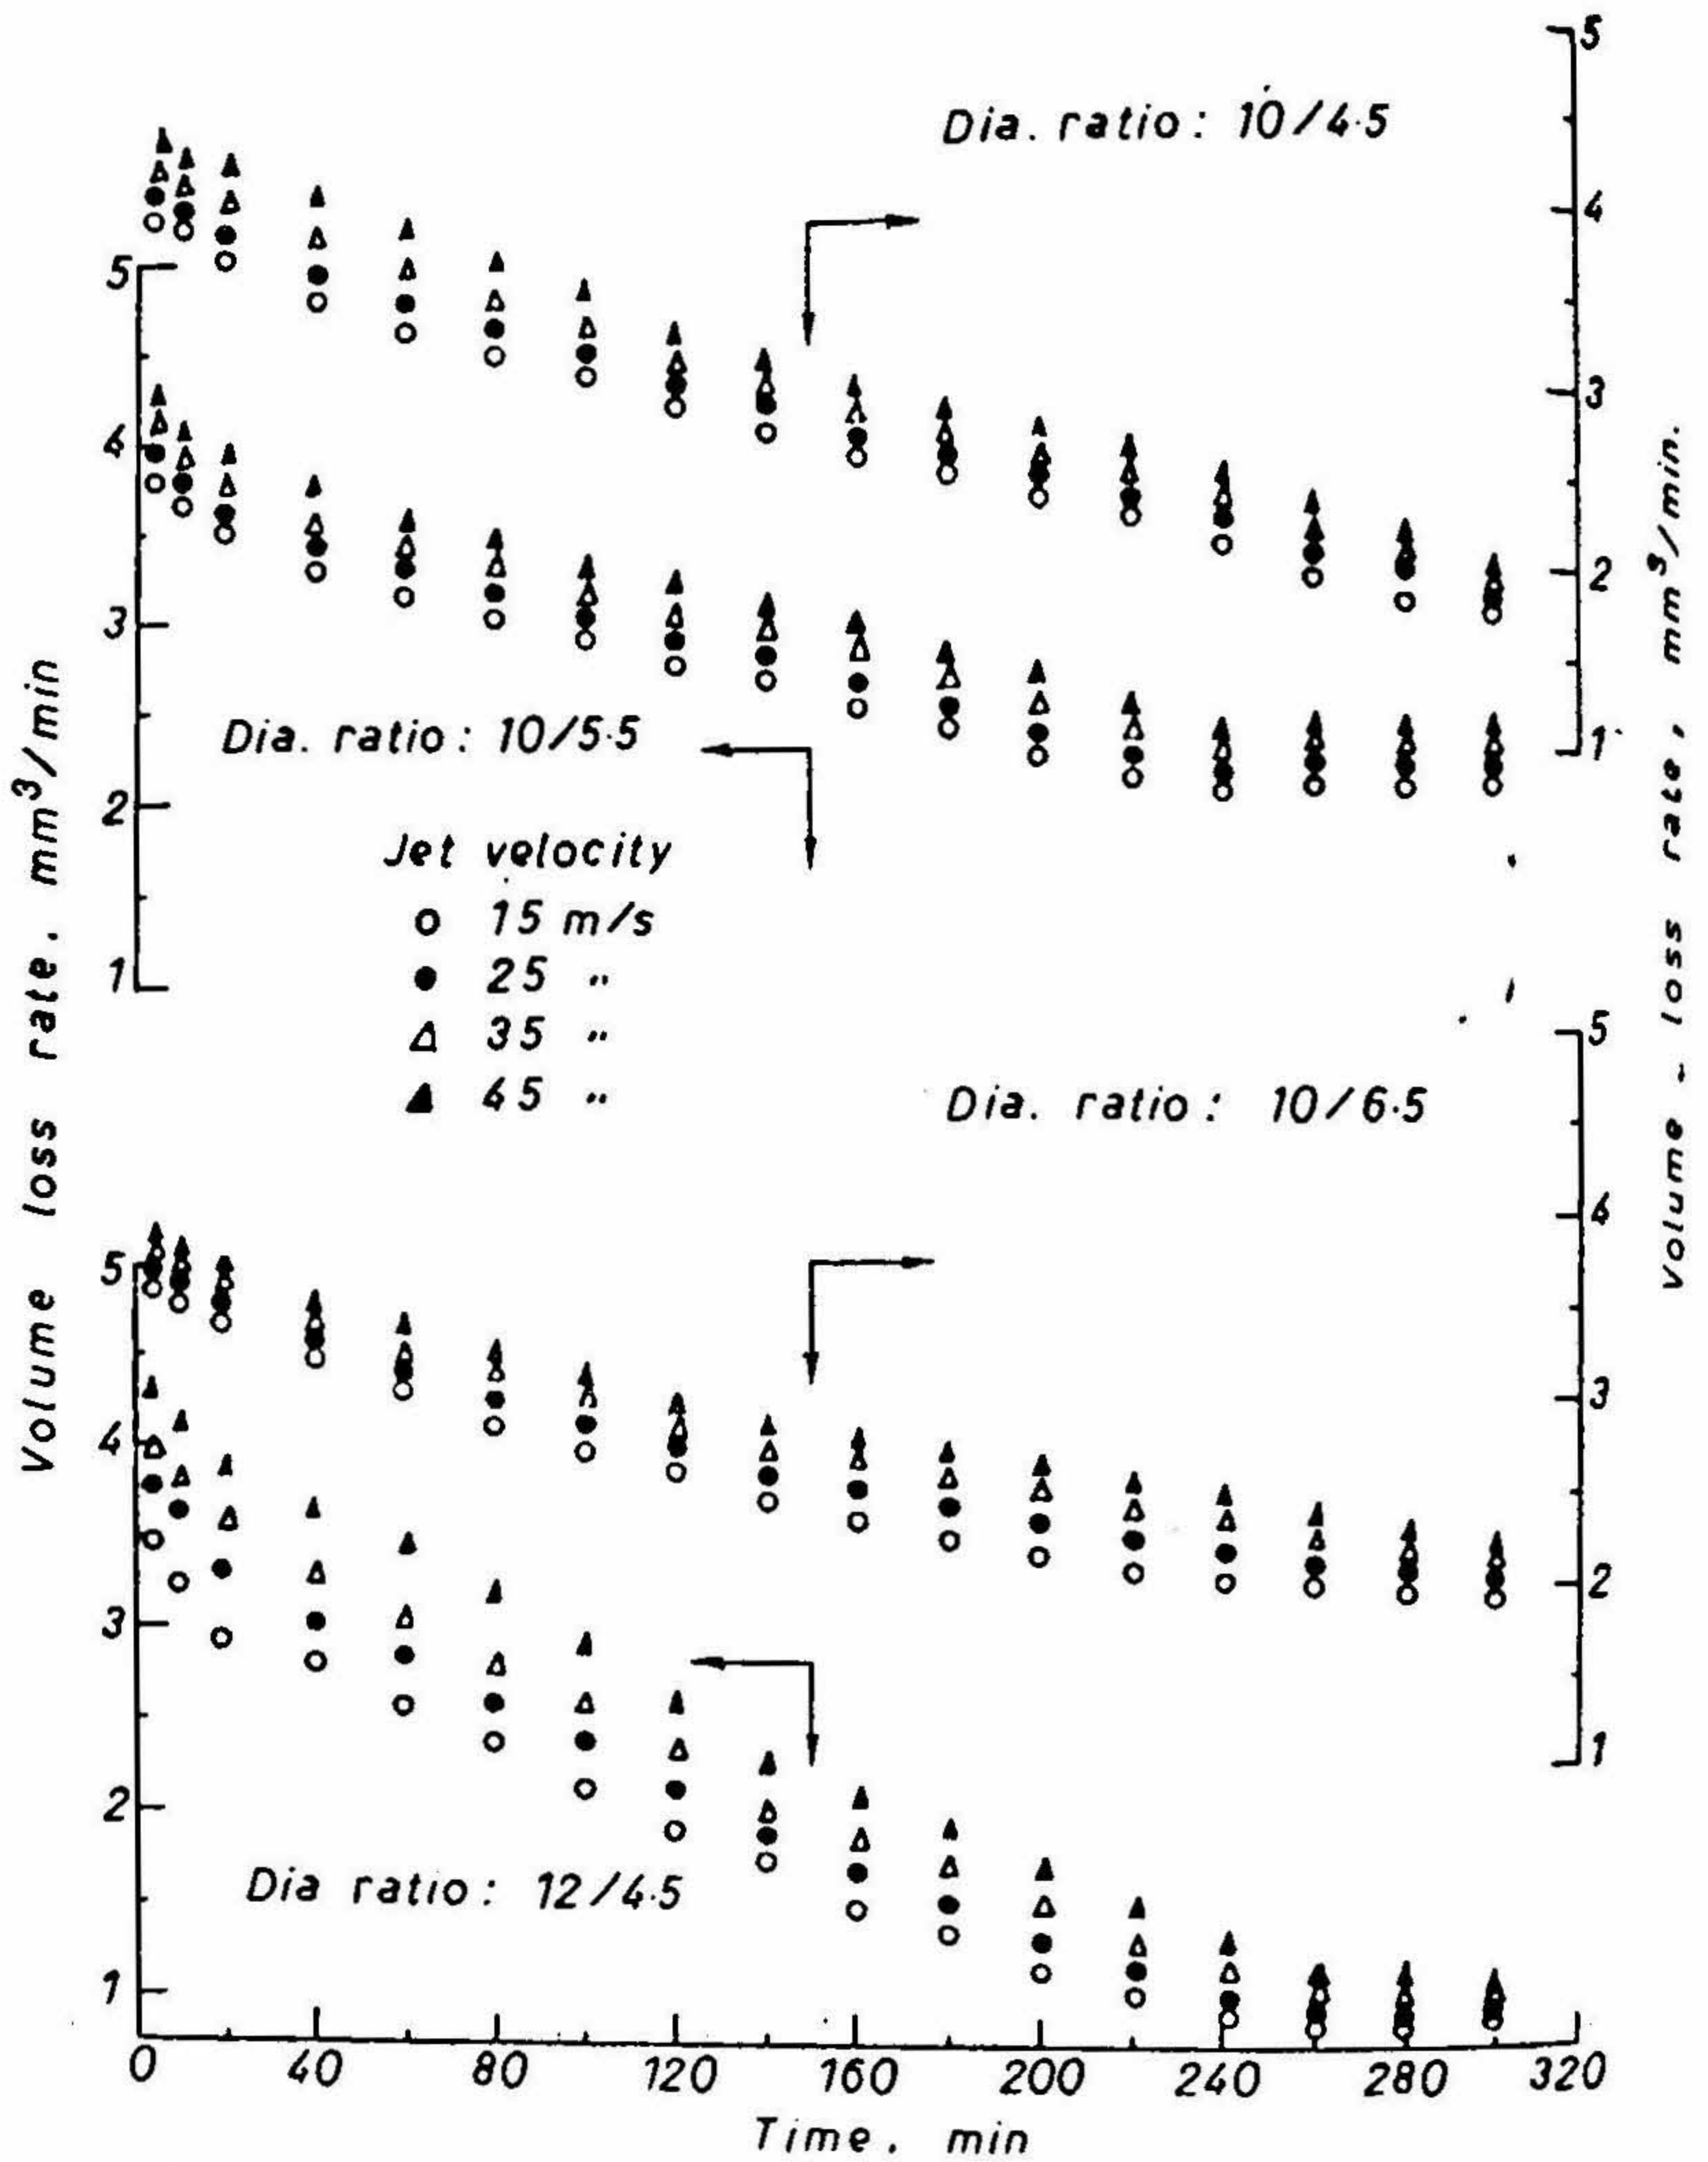 5
Dia. ratio: 10/4.5
4
5
3
4
2
3
Dia. ratio: 10/5.5
1
2
Jet velocity
o 15 m/s
● 25 "
1
△ 35 "
5
▲ 45 "
Dia. ratio: 10/6.5
4
5
3
4
2
3
1
2
Dia ratio: 12/4.5
1
0 40 80 120 160 200 240 280 320
Time. min
Volume loss rate. mm³/min
Volume - loss rate, mm³/min.